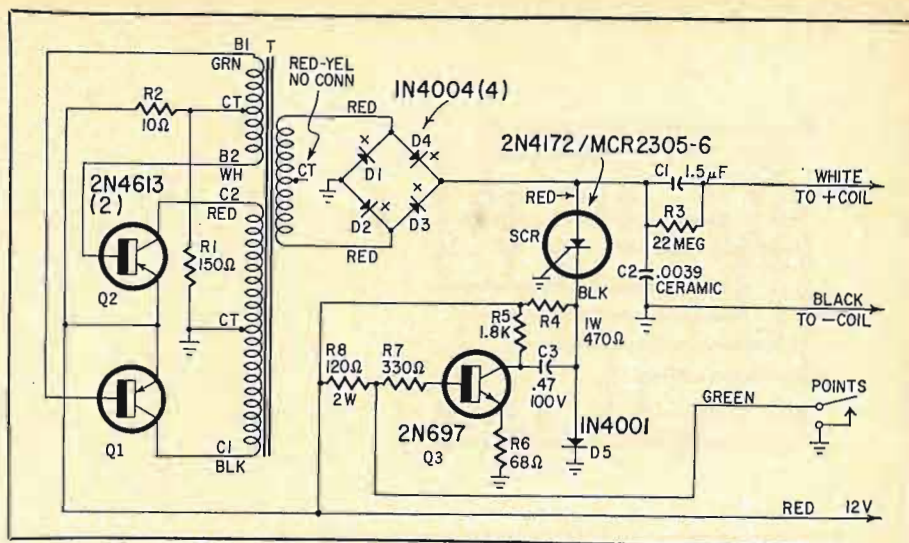 B1
GRN
T
R2
10Ω
CT
RED-YEL
NO CONN
RED
1N4004(4)
2N4172/MCR2305-6
B2
WH
C2
RED
2N4613
(2)
Q2
R1
150Ω
CT
Q1
C1
BLK
CT
x
D1
D4
x
D2
x
D3
x
RED
RED
SCR
BLK
C1
1.5μF
R3
22 MEG
C2
.0039
CERAMIC
WHITE
TO +COIL
BLACK
TO -COIL
R5
1.8K
R4
1W
470Ω
R8
120Ω
2W
R7
330Ω
C3
.47
100V
2N697
Q3
R6
68Ω
1N4001
D5
GREEN
POINTS
RED
12V